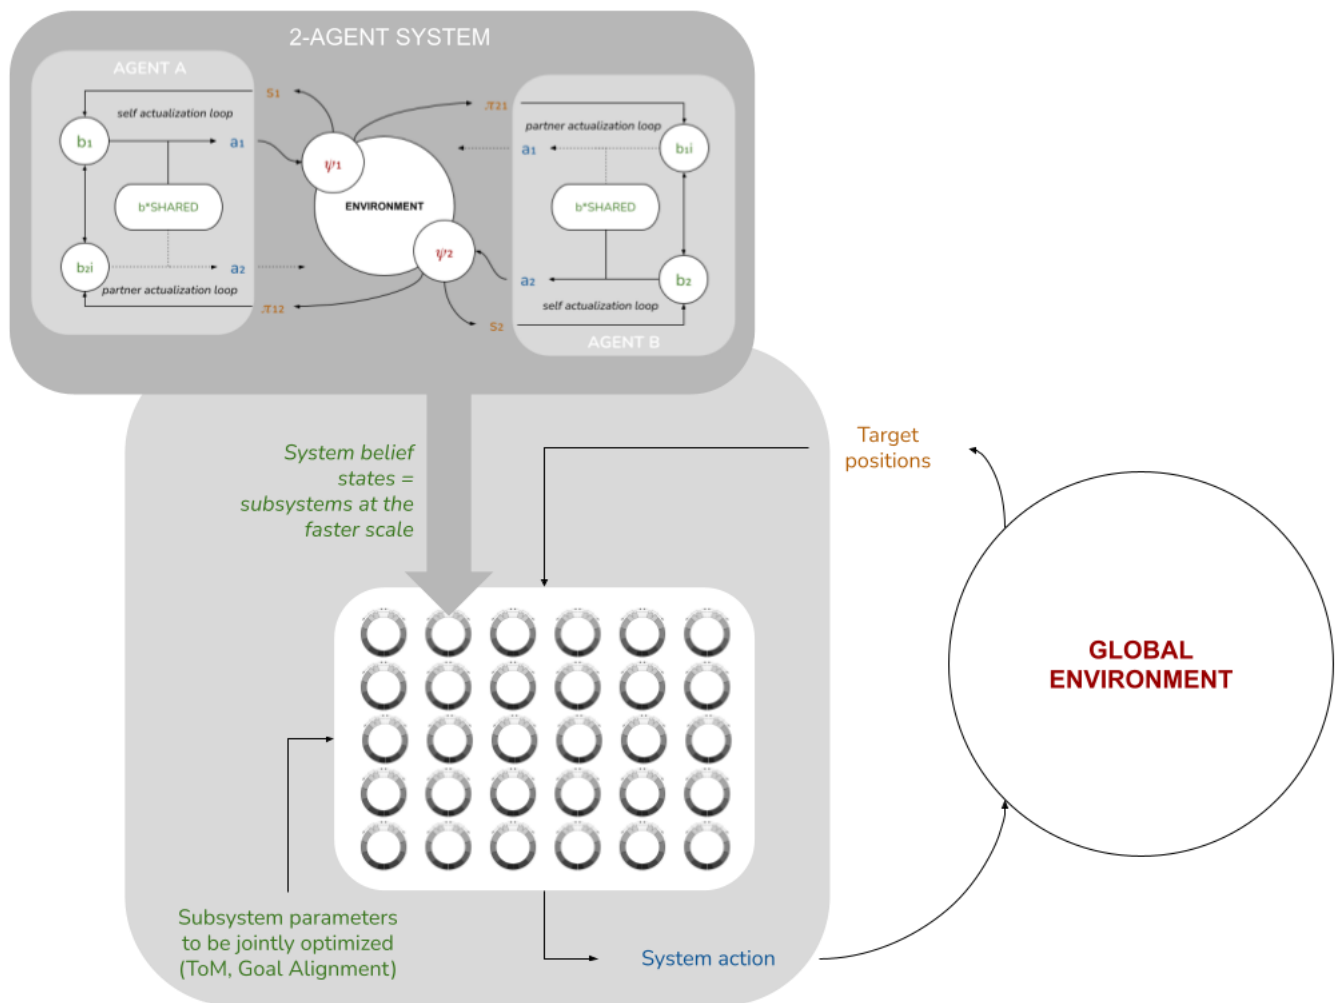 2-AGENT SYSTEM
AGENT A
s1
self actualization loop
b1
a1
b*SHARED
b2i
a2
partner actualization loop
π12
ψ1
ENVIRONMENT
ψ2
π21
partner actualization loop
a1
b1i
b*SHARED
a2
b2
self actualization loop
s2
AGENT B
System belief
states =
subsystems at the
faster scale
Target
positions
GLOBAL
ENVIRONMENT
Subsystem parameters
to be jointly optimized
(ToM, Goal Alignment)
System action